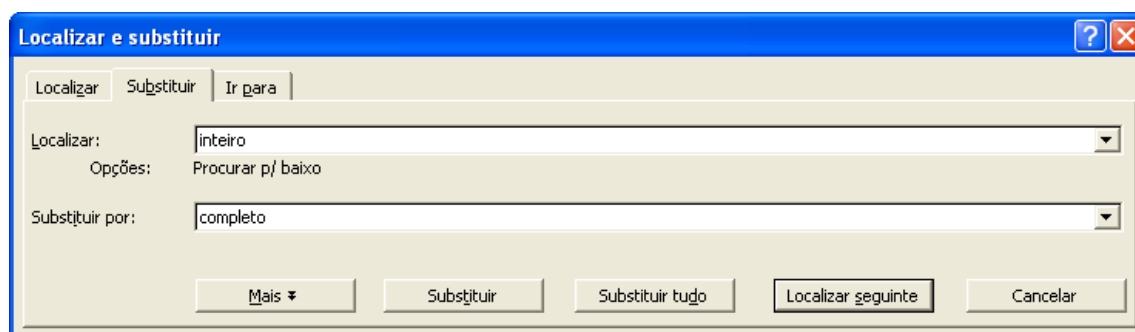 Localizar e substituir
Localizar Substituir Ir para
Localizar: inteiro
Opções: Procurar p/ baixo
Substituir por: completo
Mais Substituir Substituir tudo Localizar seguinte Cancelar